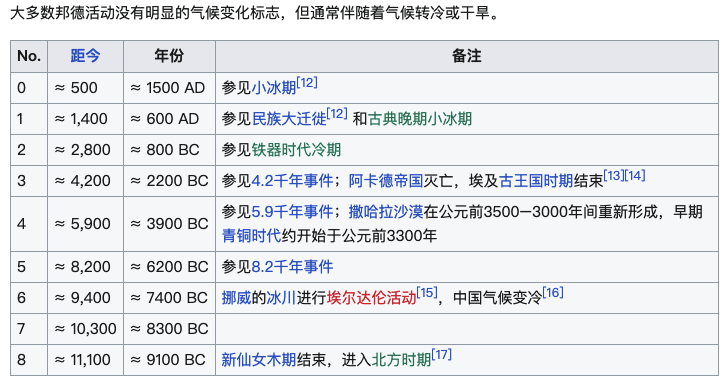 大多数邦德活动没有明显的气候变化标志，但通常伴随着气候转冷或干旱。
No. 距今 年份 备注
0 ≈ 500 ≈ 1500 AD 参见小冰期[12]
1 ≈ 1,400 ≈ 600 AD 参见民族大迁徙[12] 和古典晚期小冰期
2 ≈ 2,800 ≈ 800 BC 参见铁器时代冷期
3 ≈ 4,200 ≈ 2200 BC 参见4.2千年事件；阿卡德帝国灭亡，埃及古王国时期结束[13][14]
4 ≈ 5,900 ≈ 3900 BC 参见5.9千年事件；撒哈拉沙漠在公元前3500—3000年间重新形成，早期
青铜时代约开始于公元前3300年
5 ≈ 8,200 ≈ 6200 BC 参见8.2千年事件
6 ≈ 9,400 ≈ 7400 BC 挪威的冰川进行埃尔达伦活动[15]，中国气候变冷[16]
7 ≈ 10,300 ≈ 8300 BC
8 ≈ 11,100 ≈ 9100 BC 新仙女木期结束，进入北方时期[17]